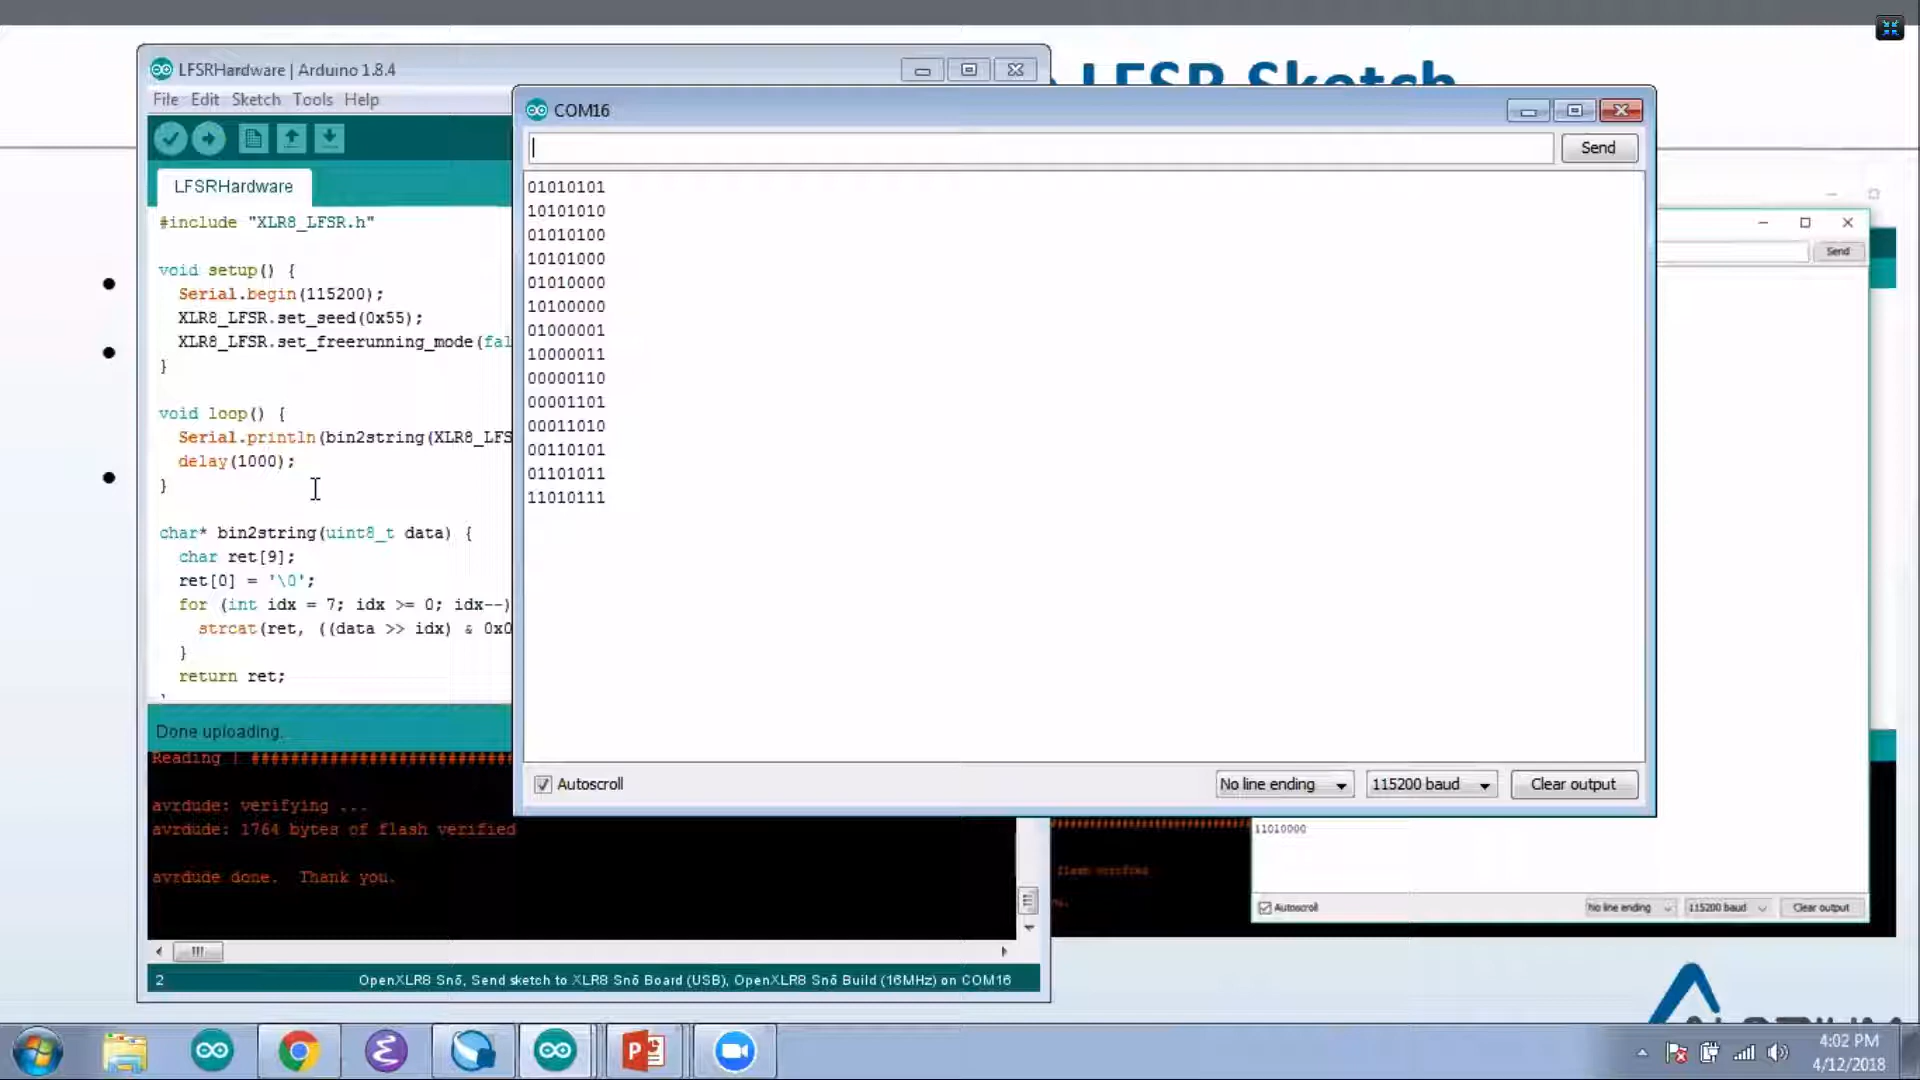 LFSR Sketch
LFSRHardware | Arduino 1.8.4
File Edit Sketch Tools Help
LFSRHardware
#include "XLR8_LFSR.h"
void setup() {
Serial.begin(115200);
XLR8_LFSR.set_seed(0x55);
XLR8_LFSR.set_freerunning_mode(fal
}
void loop() {
Serial.println(bin2string(XLR8_LFS
delay(1000);
}
char* bin2string(uint8_t data) {
char ret[9];
ret[0] = '\0';
for (int idx = 7; idx >= 0; idx--)
strcat(ret, ((data >> idx) & 0x0
}
return ret;
Done uploading.
Reading | ##########################
avrdude: verifying ...
avrdude: 1764 bytes of flash verified
avrdude done.  Thank you.
2
OpenXLR8 Snō, Send sketch to XLR8 Snō Board (USB), OpenXLR8 Snō Build (16MHz) on COM16
COM16
Send
01010101
10101010
01010100
10101000
01010000
10100000
01000001
10000011
00000110
00001101
00011010
00110101
01101011
11010111
Autoscroll
No line ending
115200 baud
Clear output
Send
11010000
flash verified
Autoscroll
No line ending
115200 baud
Clear output
4:02 PM
4/12/2018